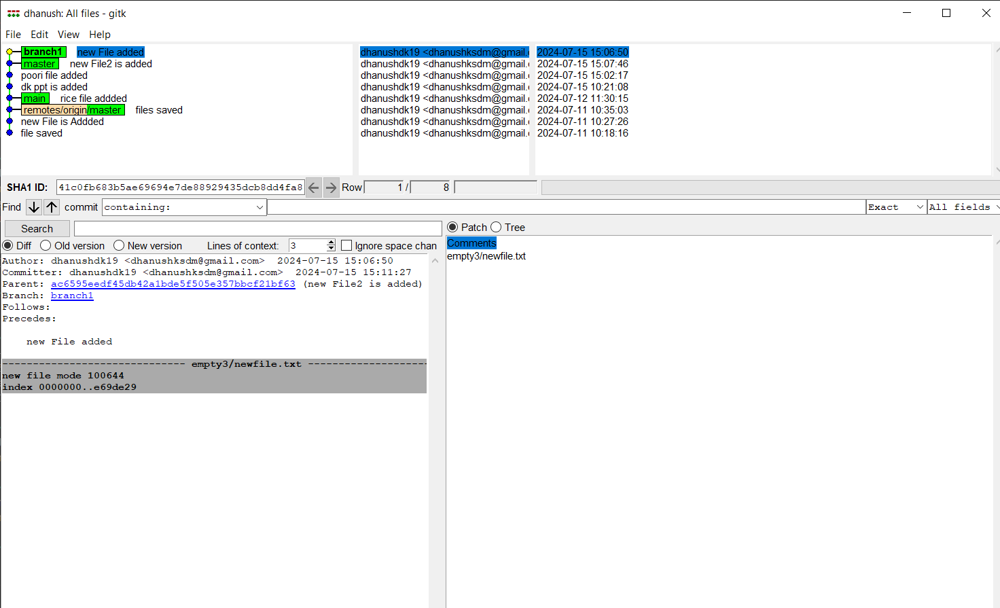 dhanush: All files - gitk
File Edit View Help
branch1 new File added dhanushdk19 <dhanushksdm@gmail. 2024-07-15 15:06:50
master new File2 is added dhanushdk19 <dhanushksdm@gmail. 2024-07-15 15:07:46
poori file added dhanushdk19 <dhanushksdm@gmail. 2024-07-15 15:02:17
dk ppt is added dhanushdk19 <dhanushksdm@gmail. 2024-07-15 10:21:08
main rice file addded dhanushdk19 <dhanushksdm@gmail. 2024-07-12 11:30:15
remotes/origin/master files saved dhanushdk19 <dhanushksdm@gmail. 2024-07-11 10:35:03
new File is Addded dhanushdk19 <dhanushksdm@gmail. 2024-07-11 10:27:26
file saved dhanushdk19 <dhanushksdm@gmail. 2024-07-11 10:18:16
SHA1 ID: 41c0fb683b5ae69694e7de88929435dcb8dd4fa8 Row 1 / 8
Find commit containing: Exact All fields
Search Patch Tree
Diff Old version New version Lines of context: 3 Ignore space chan
Comments
empty3/newfile.txt
Author: dhanushdk19 <dhanushksdm@gmail.com> 2024-07-15 15:06:50
Committer: dhanushdk19 <dhanushksdm@gmail.com> 2024-07-15 15:11:27
Parent: ac6595eedf45db42a1bde5f505e357bbcf21bf63 (new File2 is added)
Branch: branch1
Follows:
Precedes:
new File added
------------------------------ empty3/newfile.txt --------------------
new file mode 100644
index 0000000..e69de29